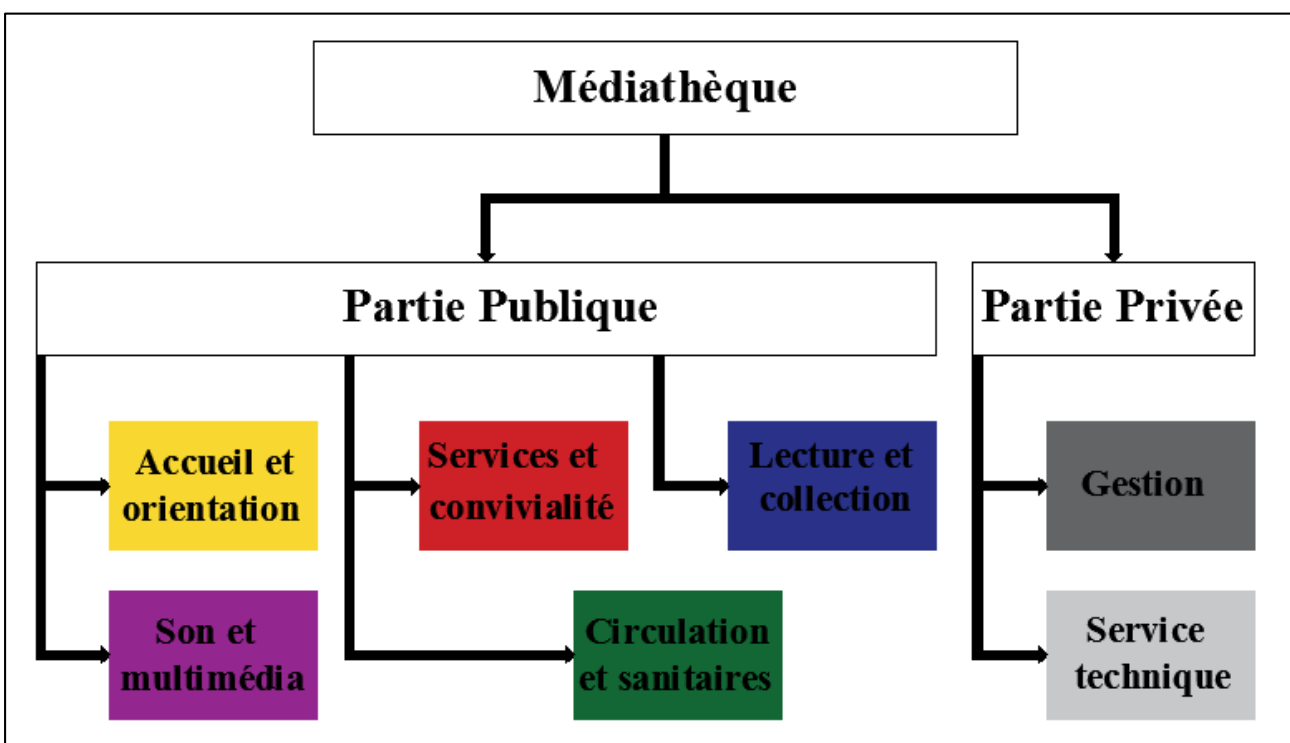 Médiathèque
Partie Publique
Partie Privée
Accueil et
orientation
Services et
convivialité
Lecture et
collection
Gestion
Son et
multimédia
Circulation
et sanitaires
Service
technique